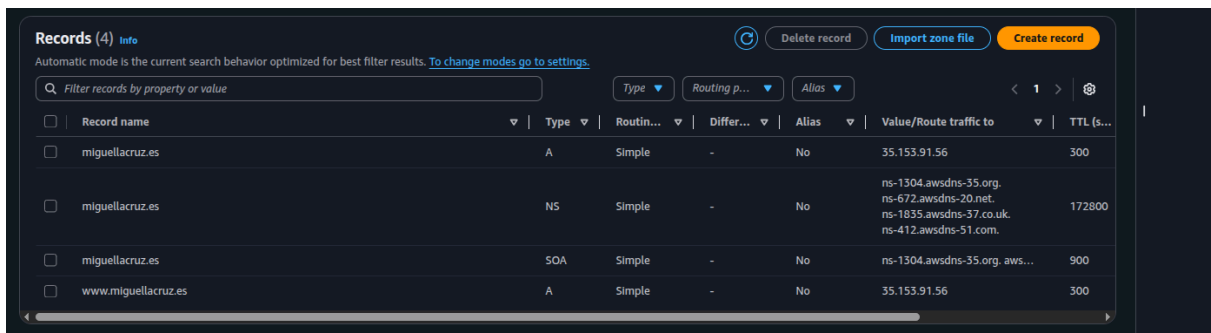 Records (4) Info
Delete record
Import zone file
Create record
Automatic mode is the current search behavior optimized for best filter results. To change modes go to settings.
Filter records by property or value
Type
Routing p...
Alias
1
Record name Type Routin... Differ... Alias Value/Route traffic to TTL (s...
miguellacruz.es A Simple - No 35.153.91.56 300
miguellacruz.es NS Simple - No ns-1304.awsdns-35.org.
ns-672.awsdns-20.net.
ns-1835.awsdns-37.co.uk.
ns-412.awsdns-51.com.
172800
miguellacruz.es SOA Simple - No ns-1304.awsdns-35.org. aws... 900
www.miguellacruz.es A Simple - No 35.153.91.56 300